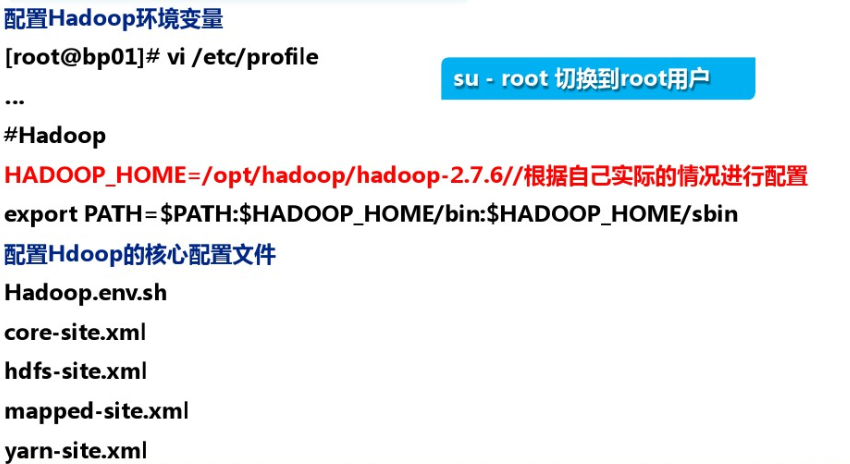 配置Hadoop环境变量
[root@bp01]# vi /etc/profile
su - root 切换到root用户
...
#Hadoop
HADOOP_HOME=/opt/hadoop/hadoop-2.7.6//根据自己实际的情况进行配置
export PATH=$PATH:$HADOOP_HOME/bin:$HADOOP_HOME/sbin
配置Hdoop的核心配置文件
Hadoop.env.sh
core-site.xml
hdfs-site.xml
mapped-site.xml
yarn-site.xml